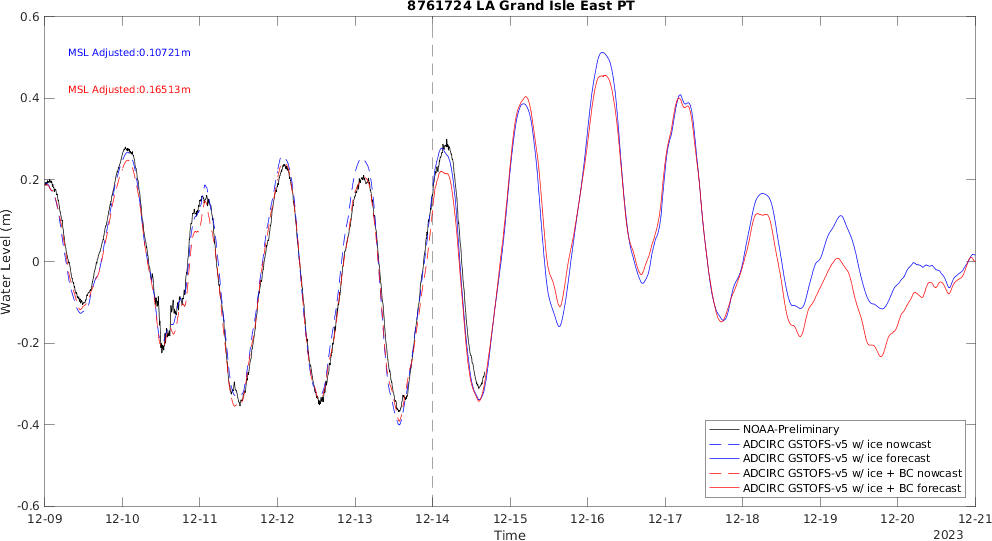 8761724 LA Grand Isle East PT
MSL Adjusted:0.10721m
MSL Adjusted:0.16513m
Water Level (m)
0.6
0.4
0.2
0
-0.2
-0.4
-0.6
NOAA-Preliminary
ADCIRC GSTOFS-v5 w/ ice nowcast
ADCIRC GSTOFS-v5 w/ ice forecast
ADCIRC GSTOFS-v5 w/ ice + BC nowcast
ADCIRC GSTOFS-v5 w/ ice + BC forecast
12-09 12-10 12-11 12-12 12-13 12-14 12-15 12-16 12-17 12-18 12-19 12-20 12-21
Time
2023